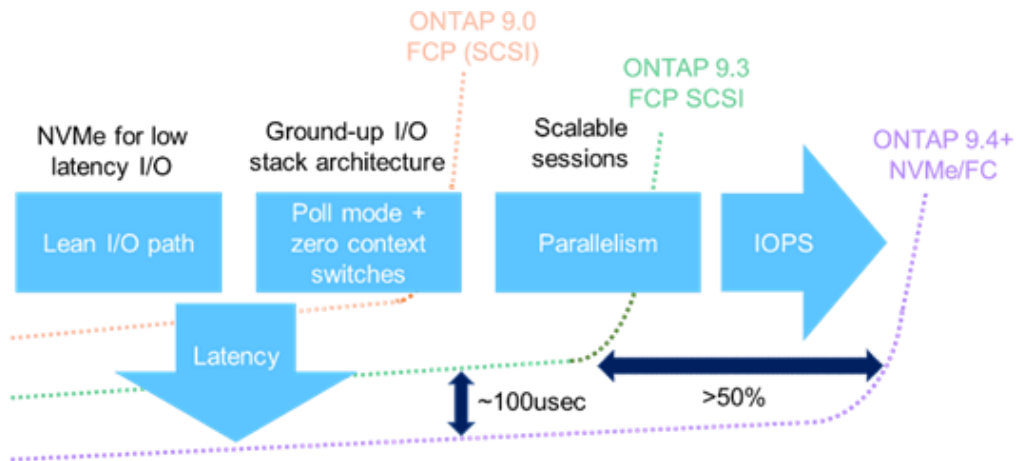 ONTAP 9.0
FCP (SCSI)
ONTAP 9.3
FCP SCSI
ONTAP 9.4+
NVMe/FC
NVMe for low
latency I/O
Ground-up I/O
stack architecture
Scalable
sessions
Lean I/O path
Poll mode +
zero context
switches
Parallelism
IOPS
Latency
~100usec
>50%